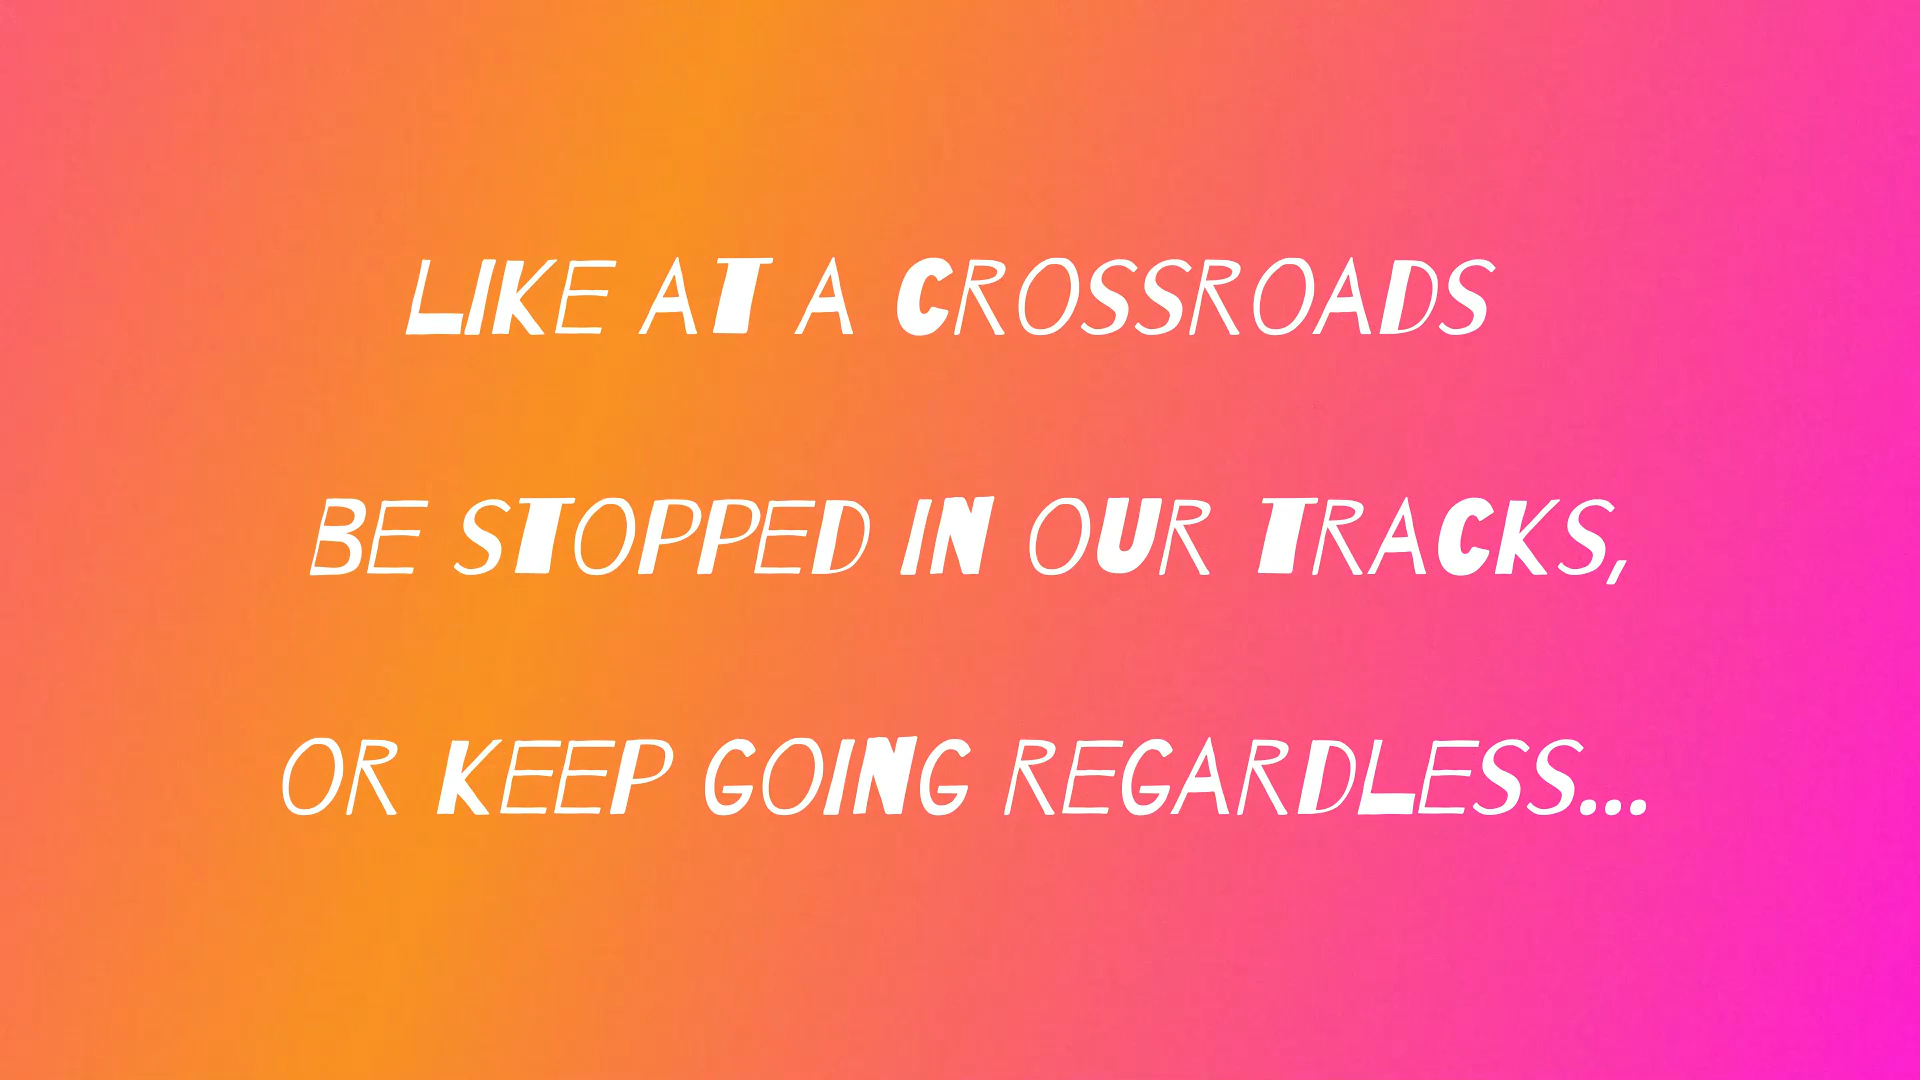 LIKE AT A CROSSROADS
BE STOPPED IN OUR TRACKS,
OR KEEP GOING REGARDLESS...